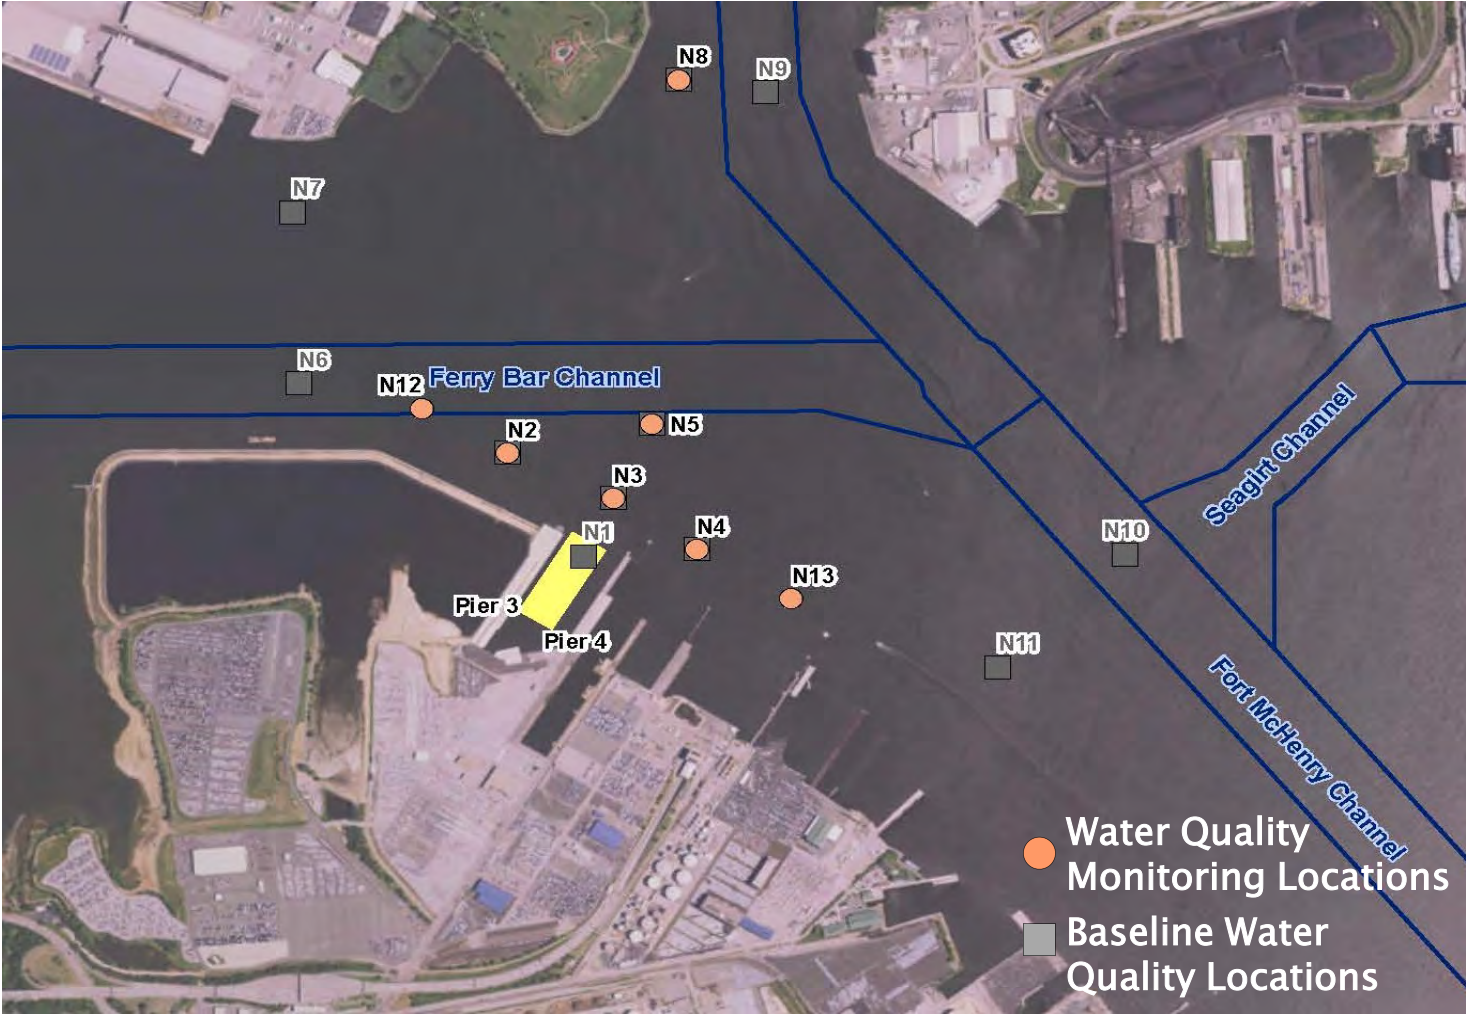 N8
N9
N7
N6
N12
Ferry Bar Channel
N2
N5
N3
N4
N1
N13
N10
N11
Pier 3
Pier 4
Seagirt Channel
Fort McHenry Channel
Water Quality
Monitoring Locations
Baseline Water
Quality Locations